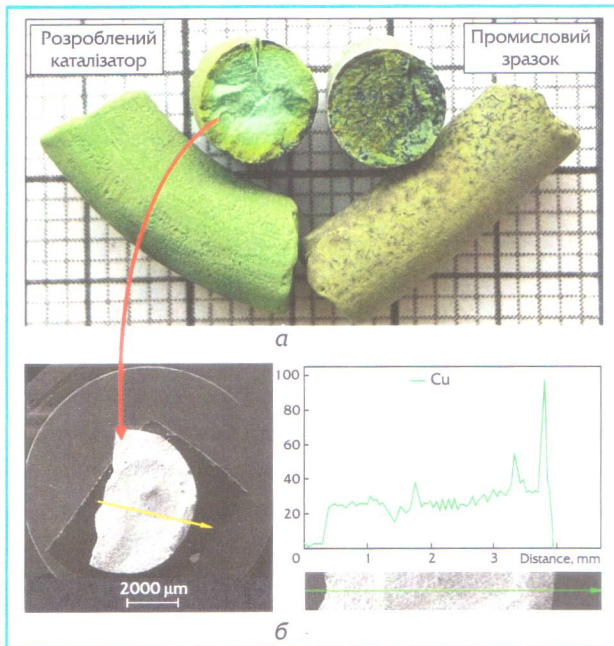 Розроблений
каталізатор
Промисловий
зразок
а
100
Cu
80
60
40
20
0
1
2
3
Distance, mm
2000 μm
б